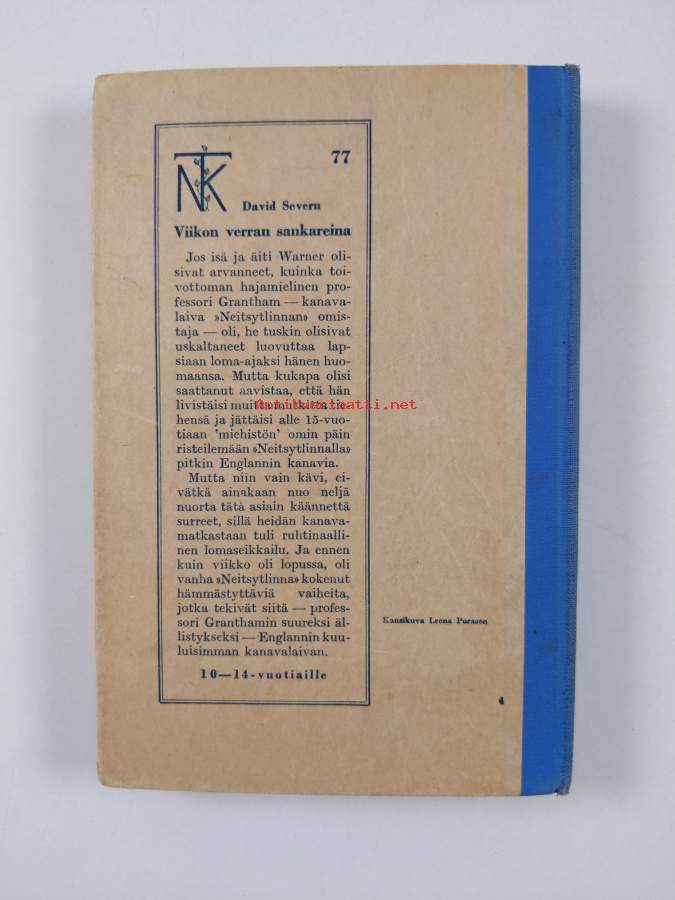 NTK
77
David Severn
Viikon verran sankareina
Jos isä ja äiti Warner oli-
sivat arvanneet, kuinka toi-
vottoman hajamielinen pro-
fessori Grantham — kanava-
laiva »Neitsytlinnan» omis-
taja — oli, he tuskin olisivat
uskaltaneet luovuttaa lap-
siaan loma-ajaksi hänen huo-
maansa. Mutta kukapa olisi
saattanut aavistaa, että hän
livistäisi muitta mutkitta tie-
hensä ja jättäisi alle 15-vuo-
tiaan 'miehistön' omin päin
risteilemään »Neitsytlinnalla»
pitkin Englannin kanavia.
Mutta niin vain kävi, ei-
vätkä ainakaan nuo neljä
nuorta tätä asiain käännettä
surreet, sillä heidän kanava-
matkastaan tuli ruhtinaalli-
nen lomaseikkailu. Ja ennen
kuin viikko oli lopussa, oli
vanha »Neitsytlinna» kokenut
hämmästyttäviä vaiheita,
jotka tekivät siitä — profes-
sori Granthamin suureksi äl-
listykseksi — Englannin kuu-
luisimman kanavalaivan.
10—14-vuotiaille
Kansikuva Leena Puranen
4
Antikvariaatti.net